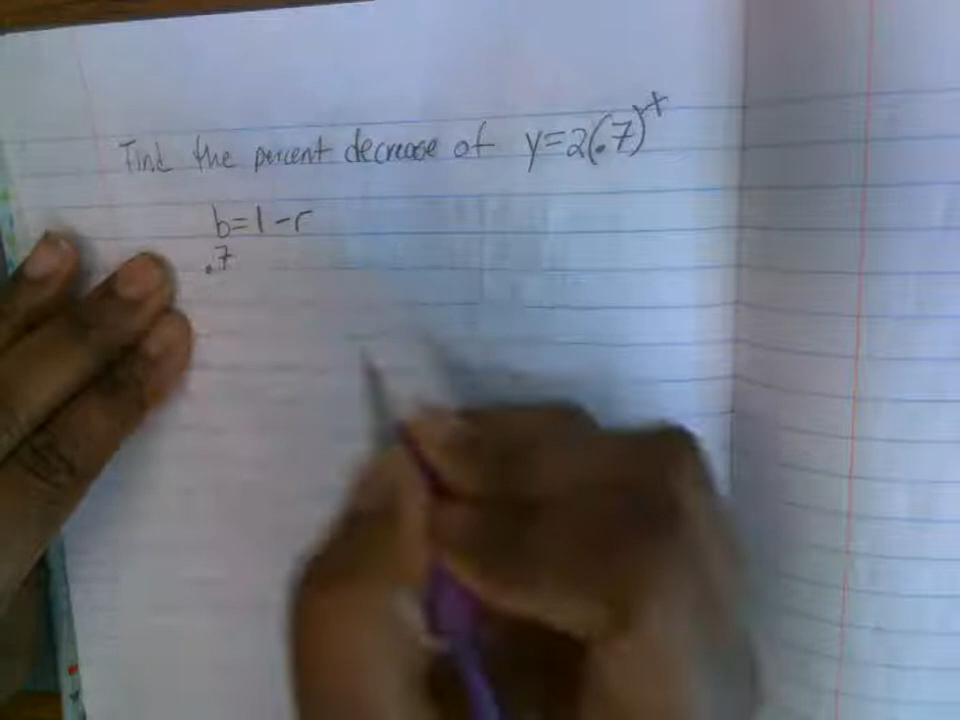 Find the percent decrease of y=2(.7)^t
b=1-r
.7